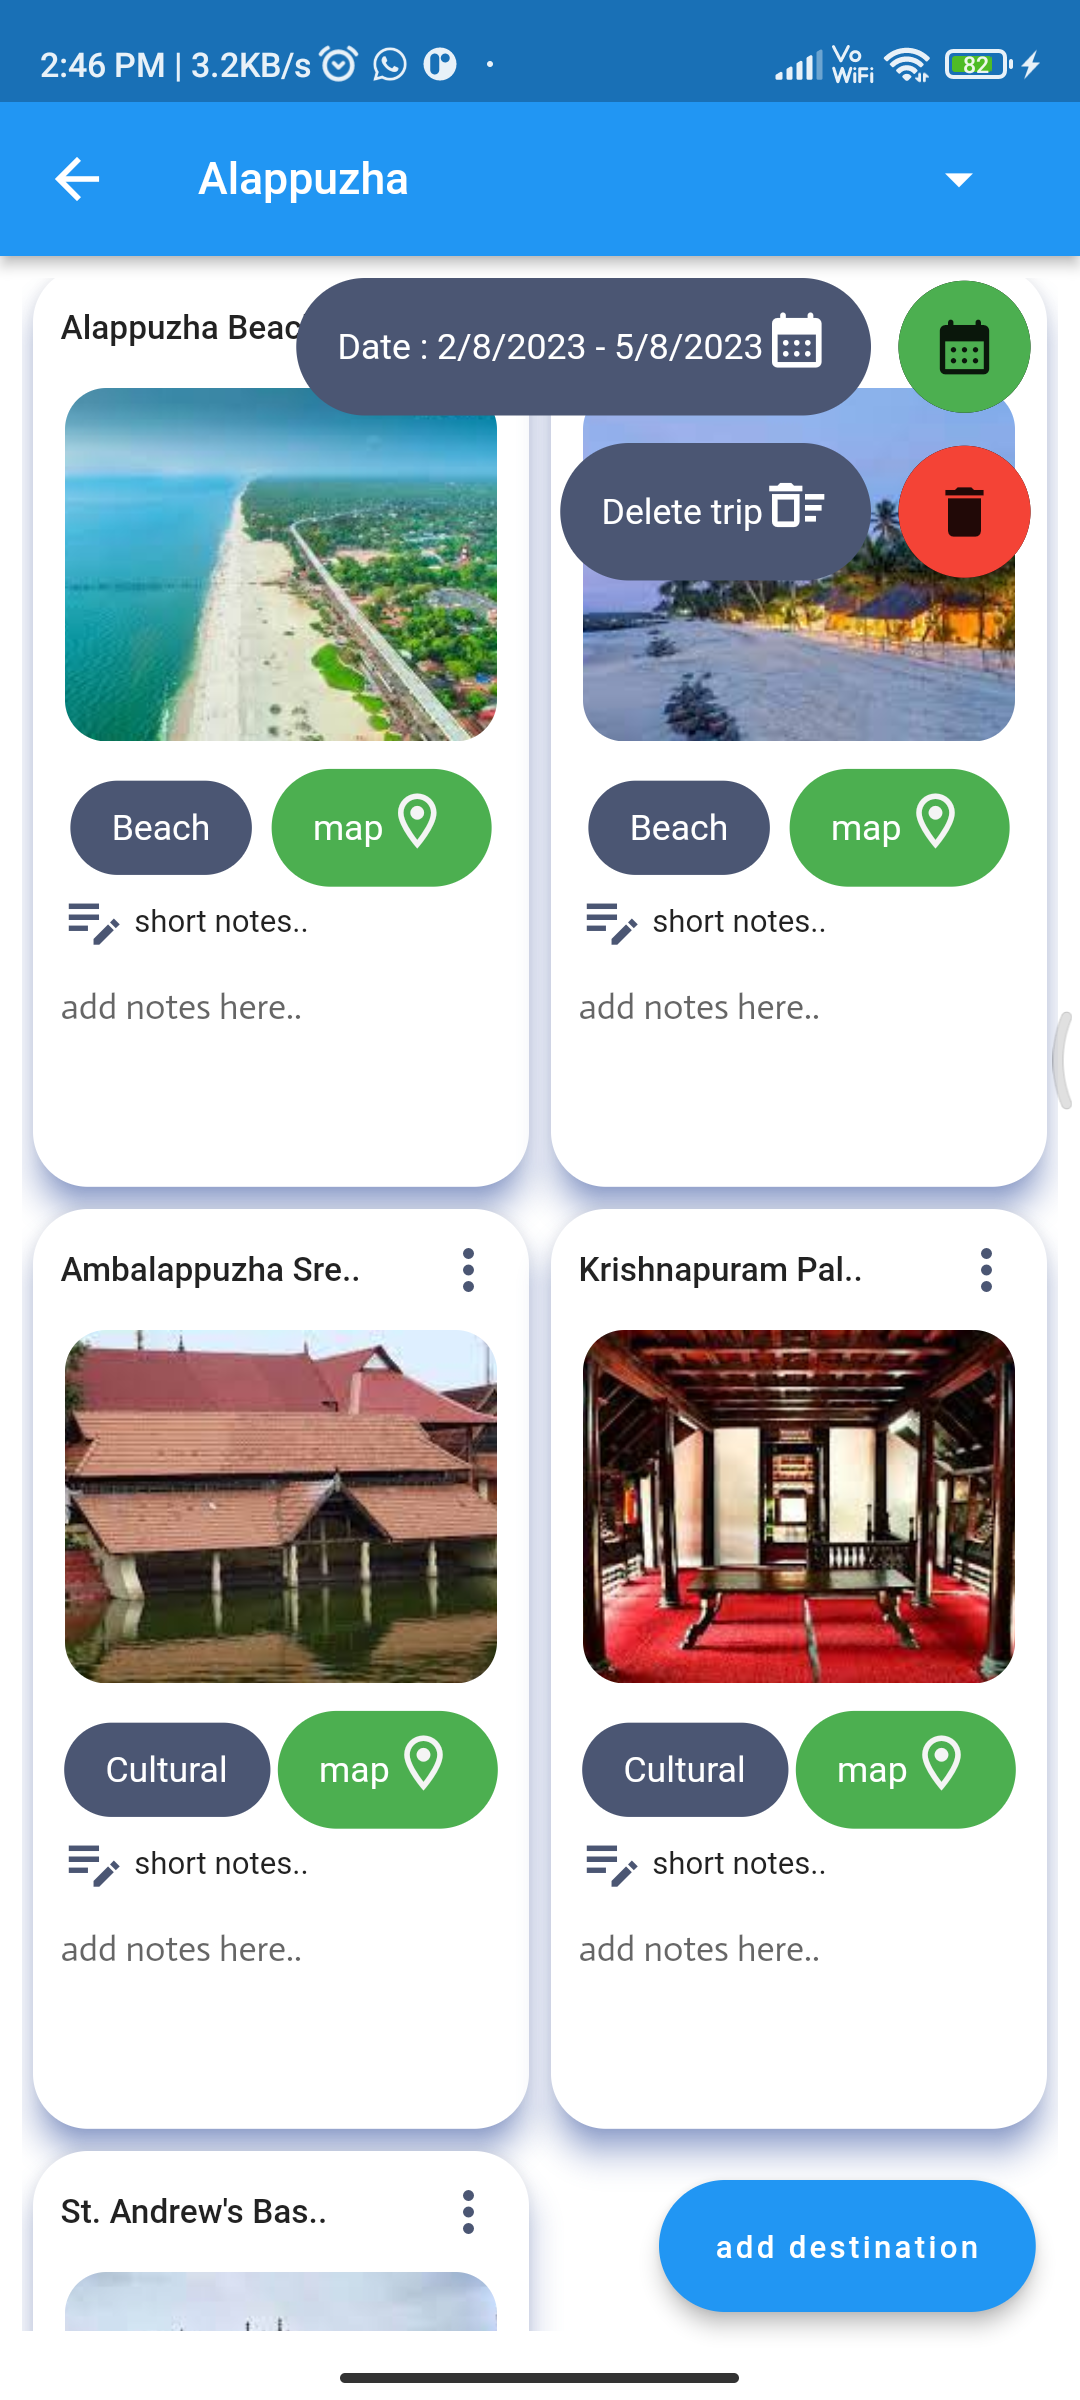 2:46 PM | 3.2KB/s
Vo WiFi
82
Alappuzha
Alappuzha Beac
Date : 2/8/2023 - 5/8/2023
Delete trip
Beach
map
Beach
map
short notes..
short notes..
add notes here..
add notes here..
Ambalappuzha Sre..
Krishnapuram Pal..
Cultural
map
Cultural
map
short notes..
short notes..
add notes here..
add notes here..
St. Andrew's Bas..
add destination